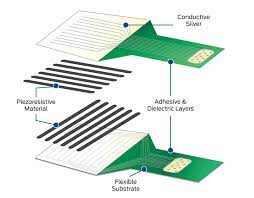 Conductive
Silver
Piezoresistive
Material
Adhesive &
Dielectric Layers
Flexible
Substrate